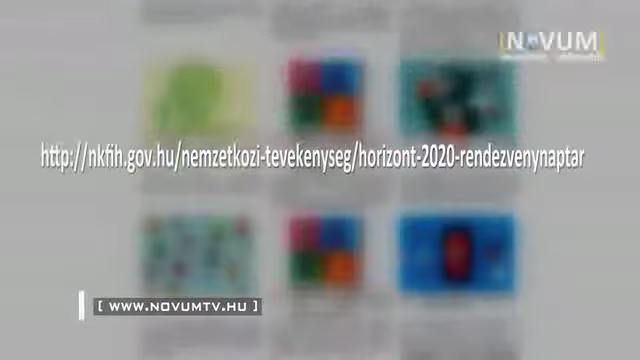 NOVUM
http://nkfih.gov.hu/nemzetkozi-tevekenyseg/horizont-2020-rendezvenynaptar
[ WWW.NOVUMTV.HU ]